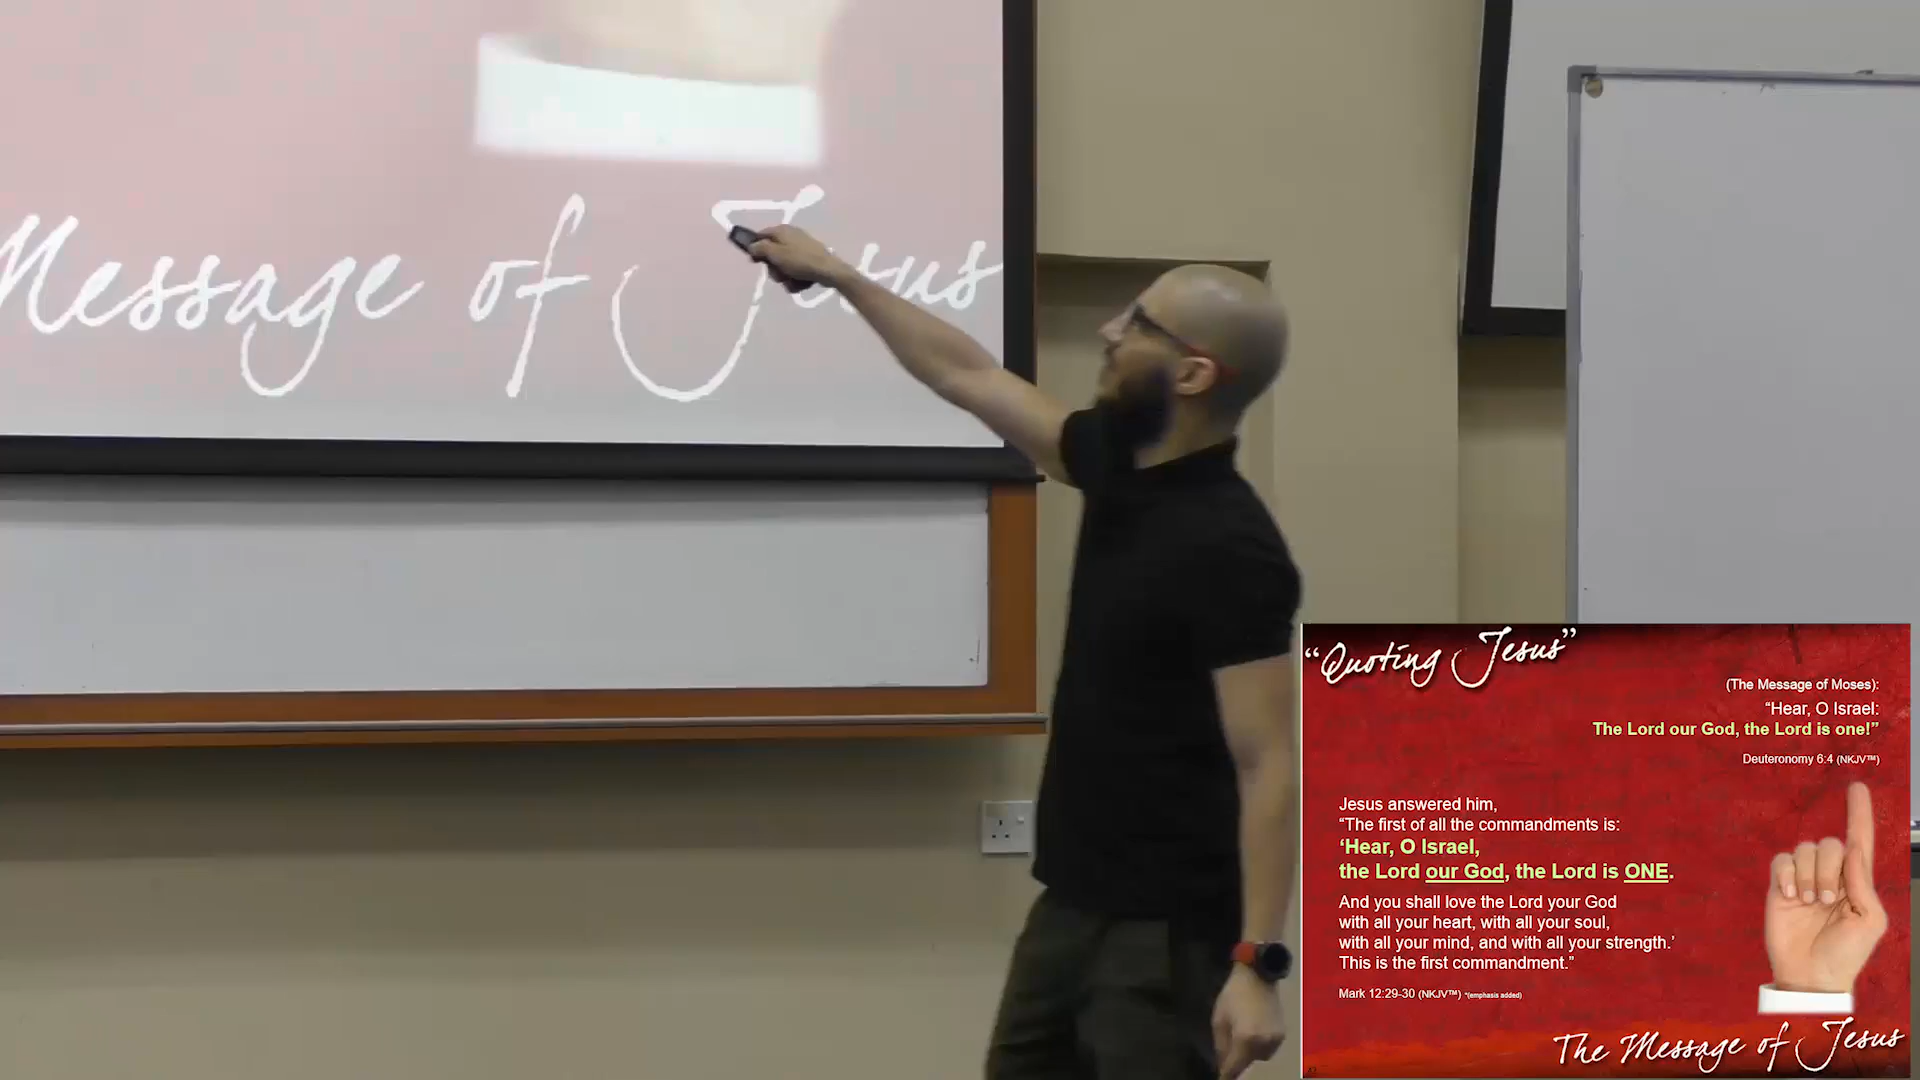 Message of Jesus
“Quoting Jesus”
(The Message of Moses):
“Hear, O Israel:
The Lord our God, the Lord is one!”
Deuteronomy 6:4 (NKJV™)
Jesus answered him,
“The first of all the commandments is:
‘Hear, O Israel,
the Lord our God, the Lord is ONE.
And you shall love the Lord your God
with all your heart, with all your soul,
with all your mind, and with all your strength.’
This is the first commandment.”
Mark 12:29-30 (NKJV™) *(emphasis added)
The Message of Jesus